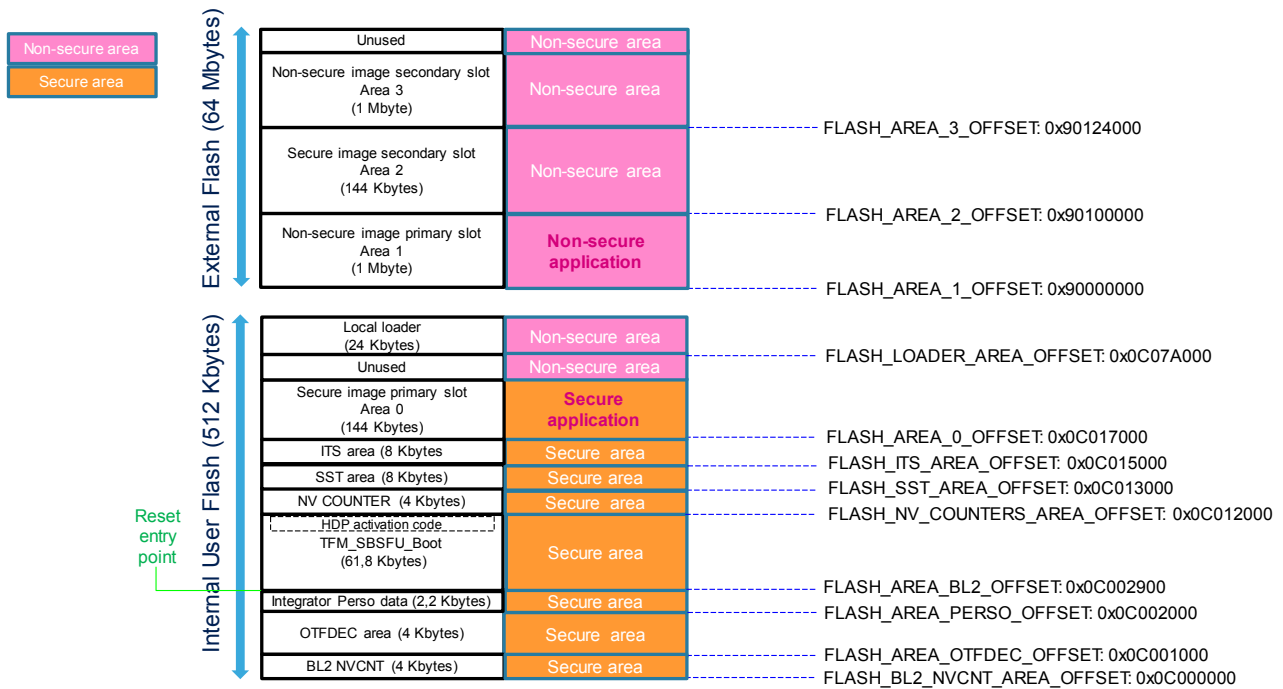 Non-secure area
Secure area
External Flash (64 Mbytes)
Unused
Non-secure area
Non-secure image secondary slot
Area 3
(1 Mbyte)
Non-secure area
FLASH_AREA_3_OFFSET: 0x90124000
Secure image secondary slot
Area 2
(144 Kbytes)
Non-secure area
FLASH_AREA_2_OFFSET: 0x90100000
Non-secure image primary slot
Area 1
(1 Mbyte)
Non-secure
application
FLASH_AREA_1_OFFSET: 0x90000000
Internal User Flash (512 Kbytes)
Local loader
(24 Kbytes)
Non-secure area
FLASH_LOADER_AREA_OFFSET: 0x0C07A000
Unused
Non-secure area
Secure image primary slot
Area 0
(144 Kbytes)
Secure
application
FLASH_AREA_0_OFFSET: 0x0C017000
ITS area (8 Kbytes
Secure area
FLASH_ITS_AREA_OFFSET: 0x0C015000
SST area (8 Kbytes)
Secure area
FLASH_SST_AREA_OFFSET: 0x0C013000
NV COUNTER (4 Kbytes)
Secure area
FLASH_NV_COUNTERS_AREA_OFFSET: 0x0C012000
HDP activation code
TFM_SBSFU_Boot
(61,8 Kbytes)
Secure area
Reset
entry
point
FLASH_AREA_BL2_OFFSET: 0x0C002900
Integrator Perso data (2,2 Kbytes)
Secure area
FLASH_AREA_PERSO_OFFSET: 0x0C002000
OTFDEC area (4 Kbytes)
Secure area
FLASH_AREA_OTFDEC_OFFSET: 0x0C001000
BL2 NVCNT (4 Kbytes)
Secure area
FLASH_BL2_NVCNT_AREA_OFFSET: 0x0C000000